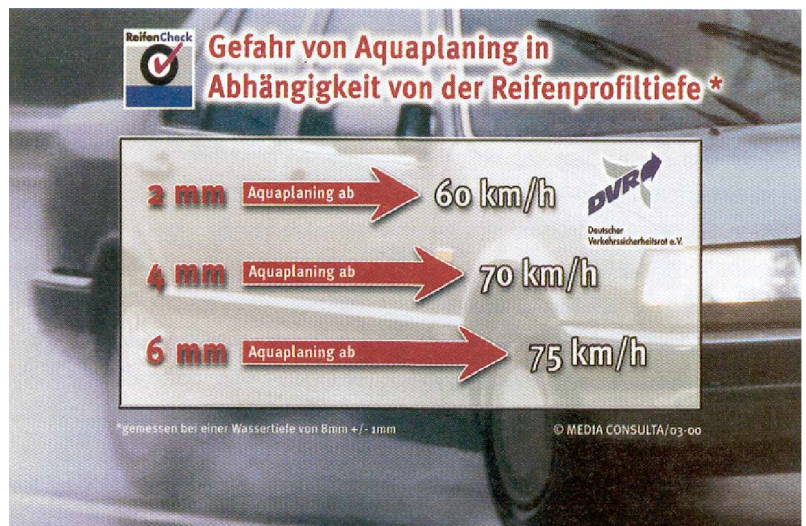 ReifenCheck
Gefahr von Aquaplaning in
Abhängigkeit von der Reifenprofiltiefe *
2 mm Aquaplaning ab 60 km/h
DVR
Deutscher
Verkehrssicherheitsrat e.V.
4 mm Aquaplaning ab 70 km/h
6 mm Aquaplaning ab 75 km/h
*gemessen bei einer Wassertiefe von 8mm +/- 1mm
© MEDIA CONSULTA/03-00